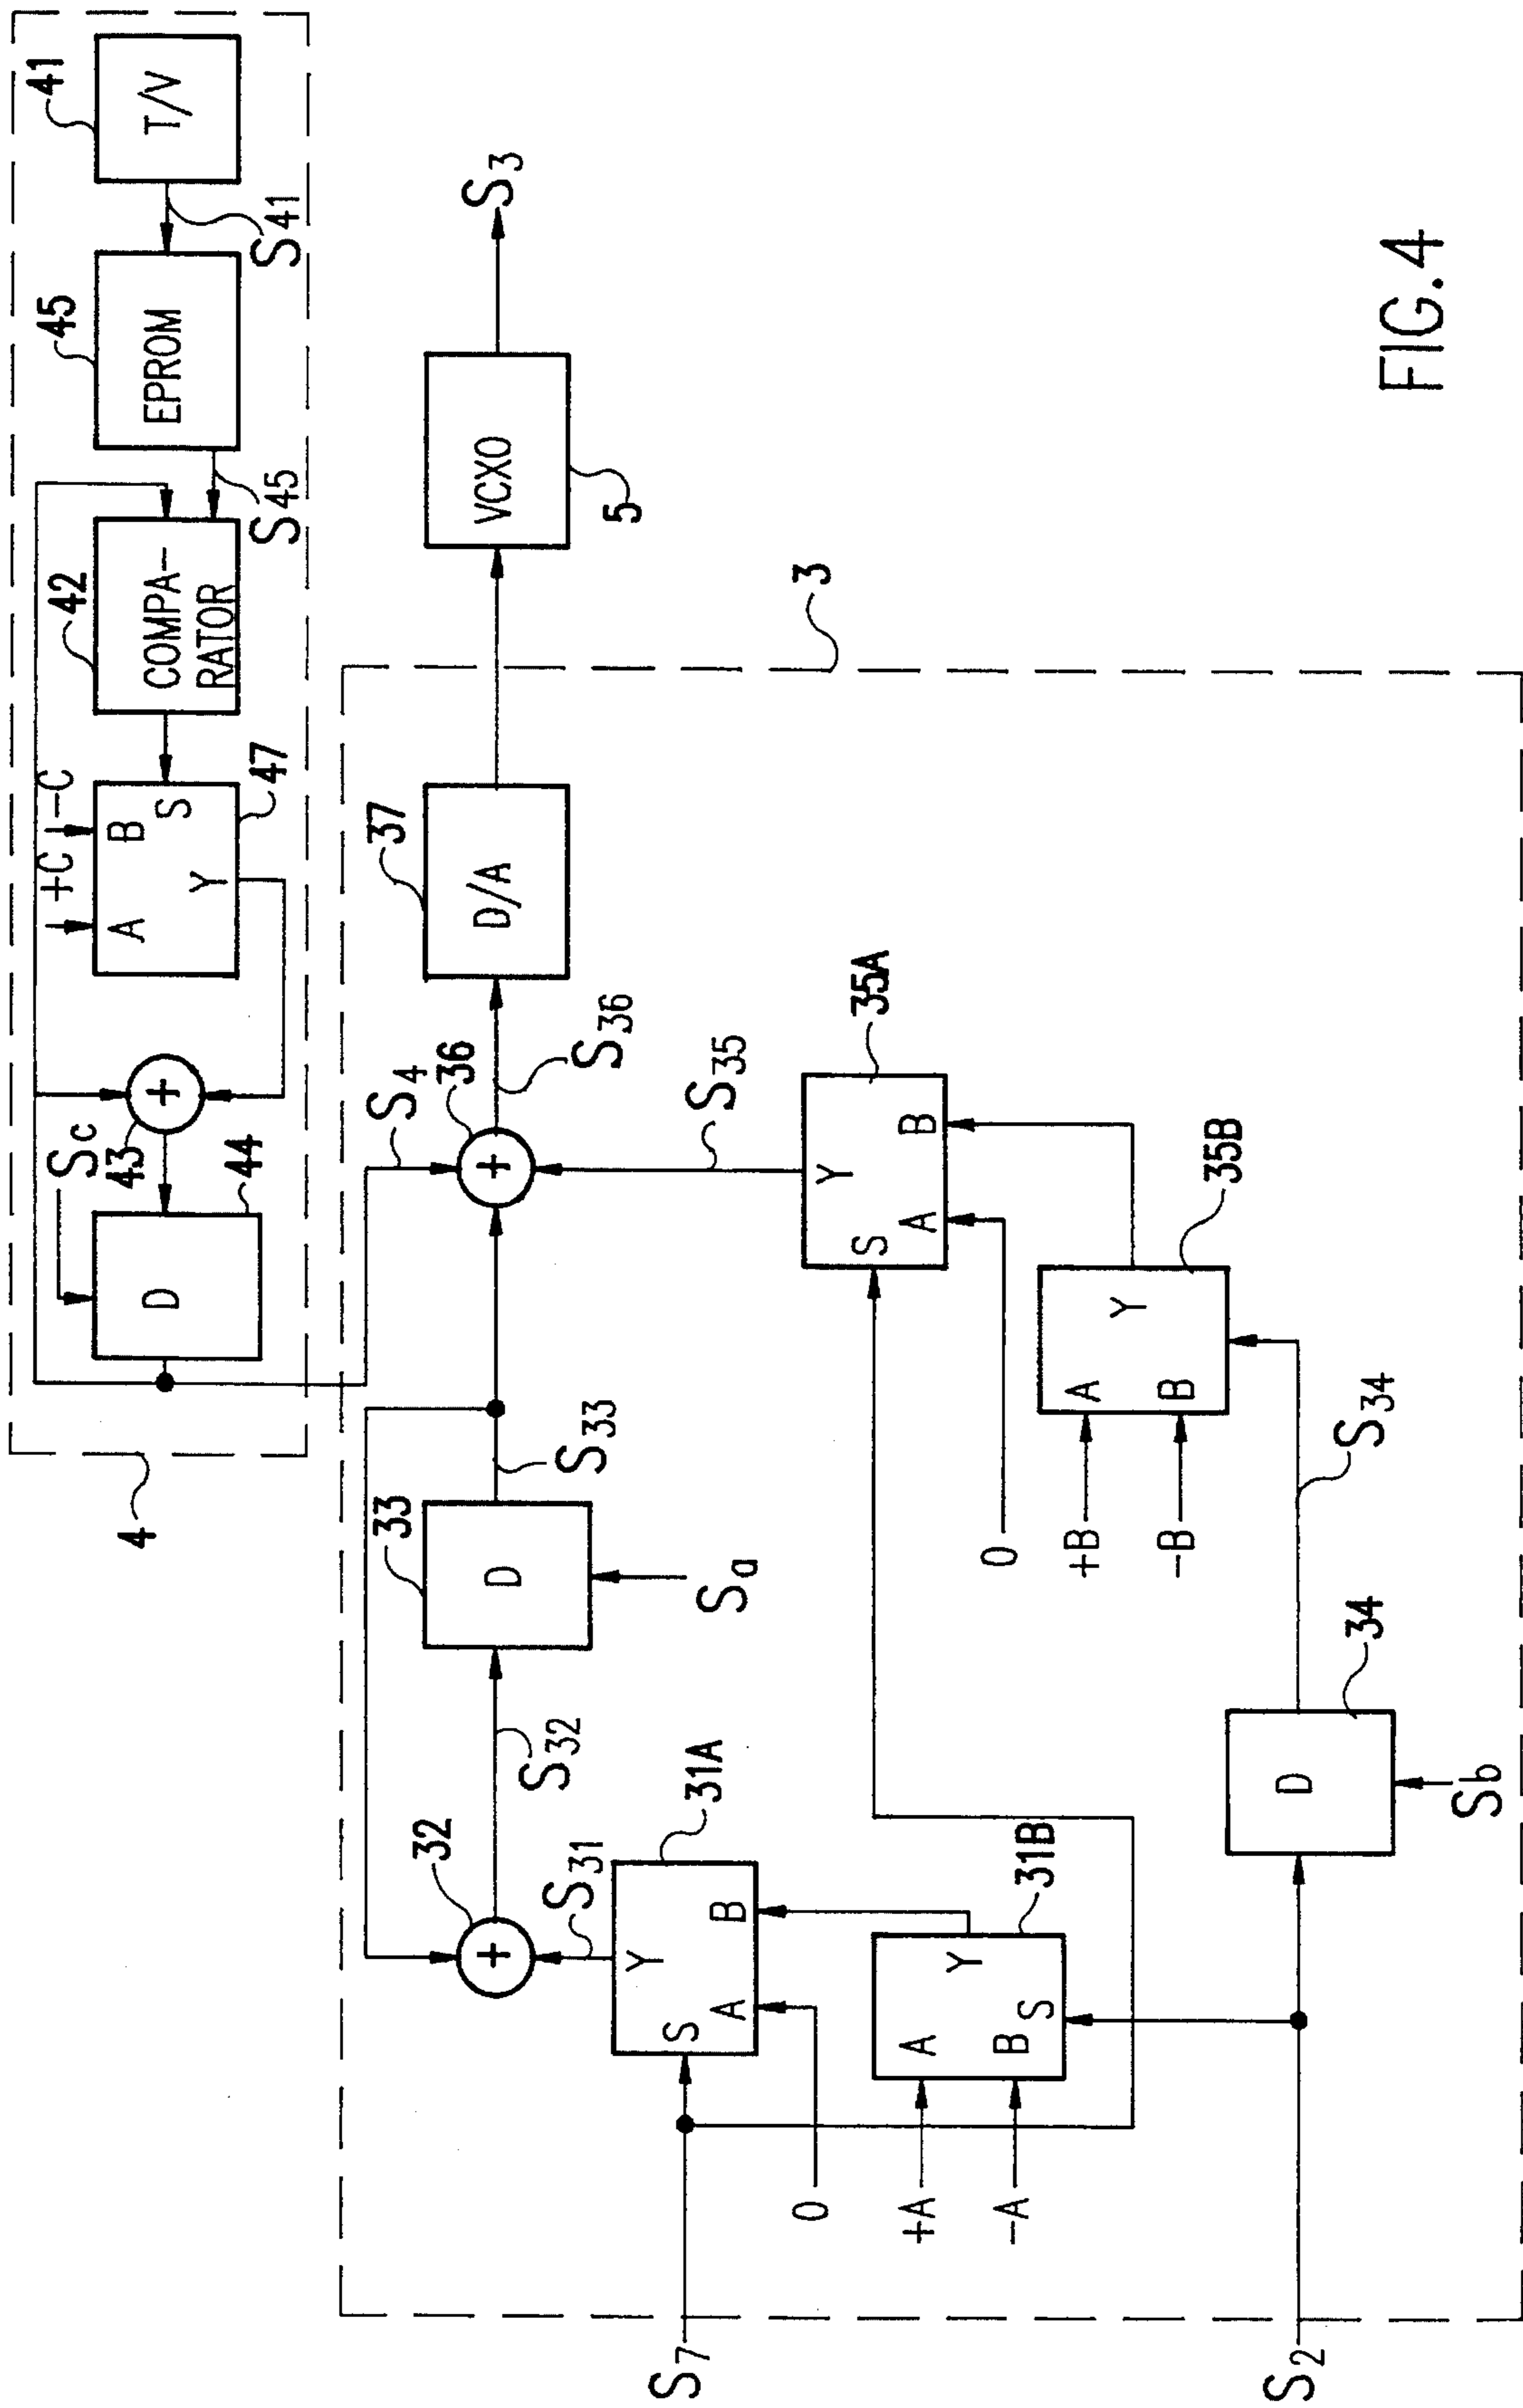 41
T/V
S41
45
EPROM
S45
42
COMPA-
RATOR
+C
-C
A
B
S
Y
47
+
43
Sc
44
D
4
S4
36
+
S36
37
D/A
VCXO
5
S3
3
33
D
S33
Sa
S32
32
+
S31
31A
Y
S
A
B
0
31B
Y
A
B
S
+A
-A
S35
35A
Y
S
A
B
0
35B
Y
A
B
+B
-B
S34
34
D
Sb
S7
S2
FIG.4